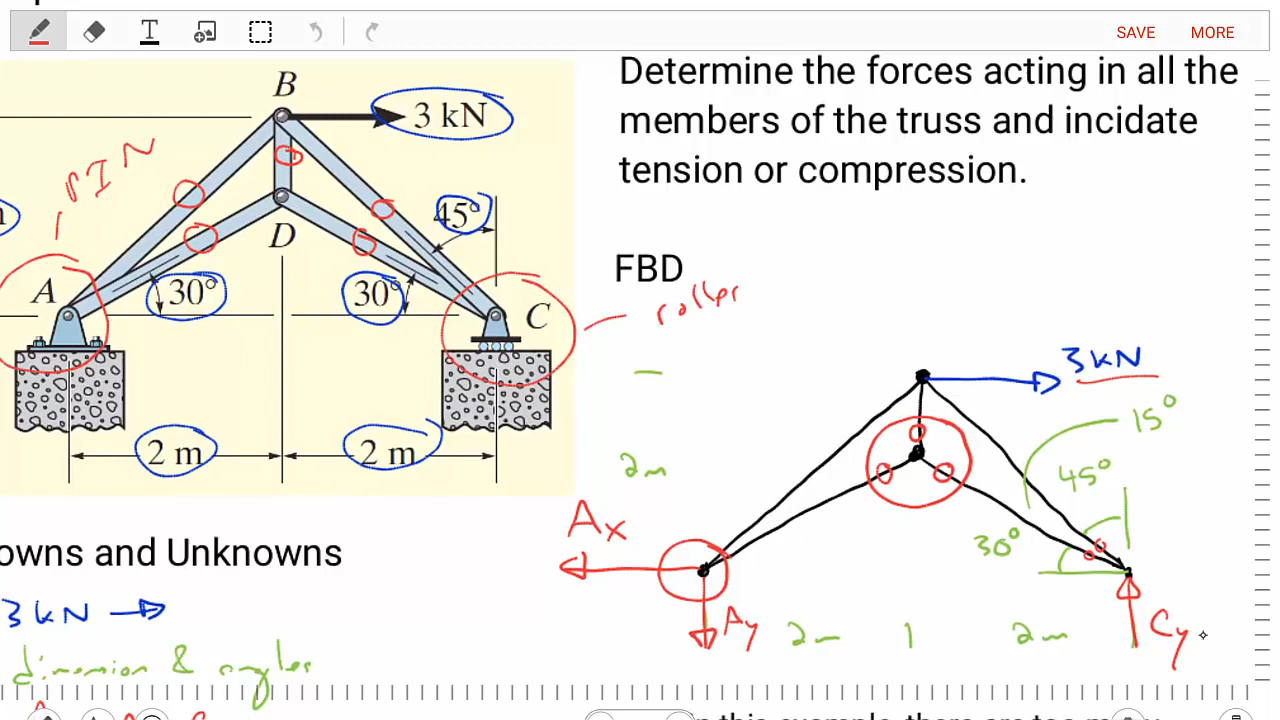 SAVE
MORE
T
Determine the forces acting in all the
members of the truss and incidate
tension or compression.
B
3 kN
PIN
45°
D
A
30°
30°
C
2 m
2 m
FBD
roller
3 kN
15°
45°
30°
2m
Ax
Ay
2m
2m
Cy
owns and Unknowns
3 kN
dimension & angles